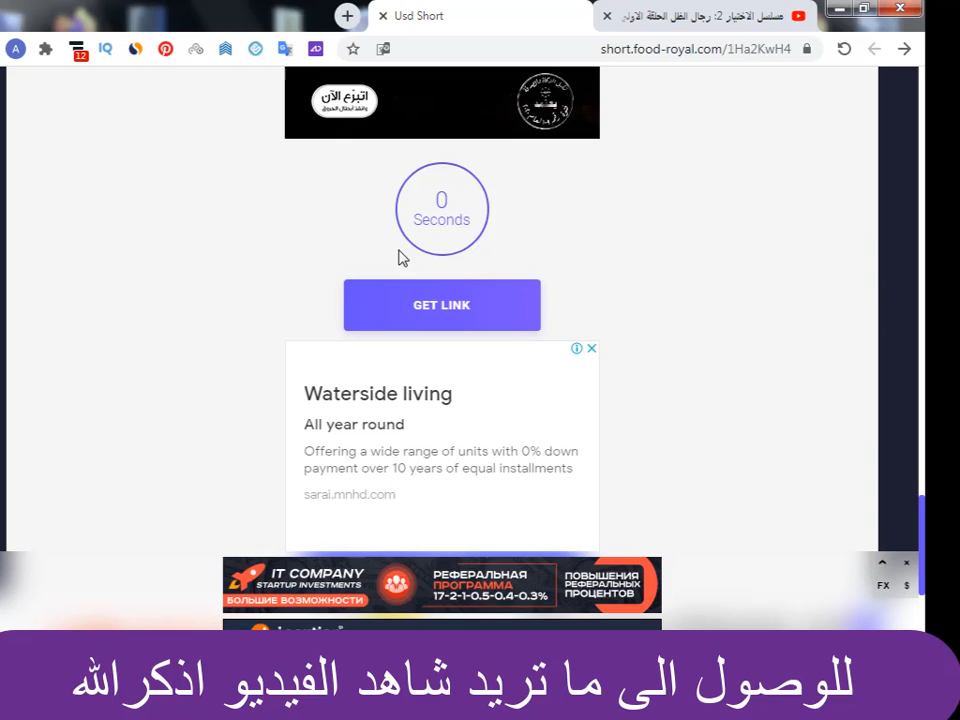 Usd Short
مسلسل الاختيار 2: رجال الظل الحلقة الاولى
12
short.food-royal.com/1Ha2KwH4
اتبرّع الآن
0
Seconds
GET LINK
Waterside living
All year round
Offering a wide range of units with 0% down
payment over 10 years of equal installments
sarai.mnhd.com
IT COMPANY
STARTUP INVESTMENTS
БОЛЬШИЕ ВОЗМОЖНОСТИ
РЕФЕРАЛЬНАЯ
ПРОГРАММА
17-2-1-0.5-0.4-0.3%
ПОВЫШЕНИЯ
РЕФЕРАЛЬНЫХ
ПРОЦЕНТОВ
FX $
للوصول الى ما تريد شاهد الفيديو اذكرالله